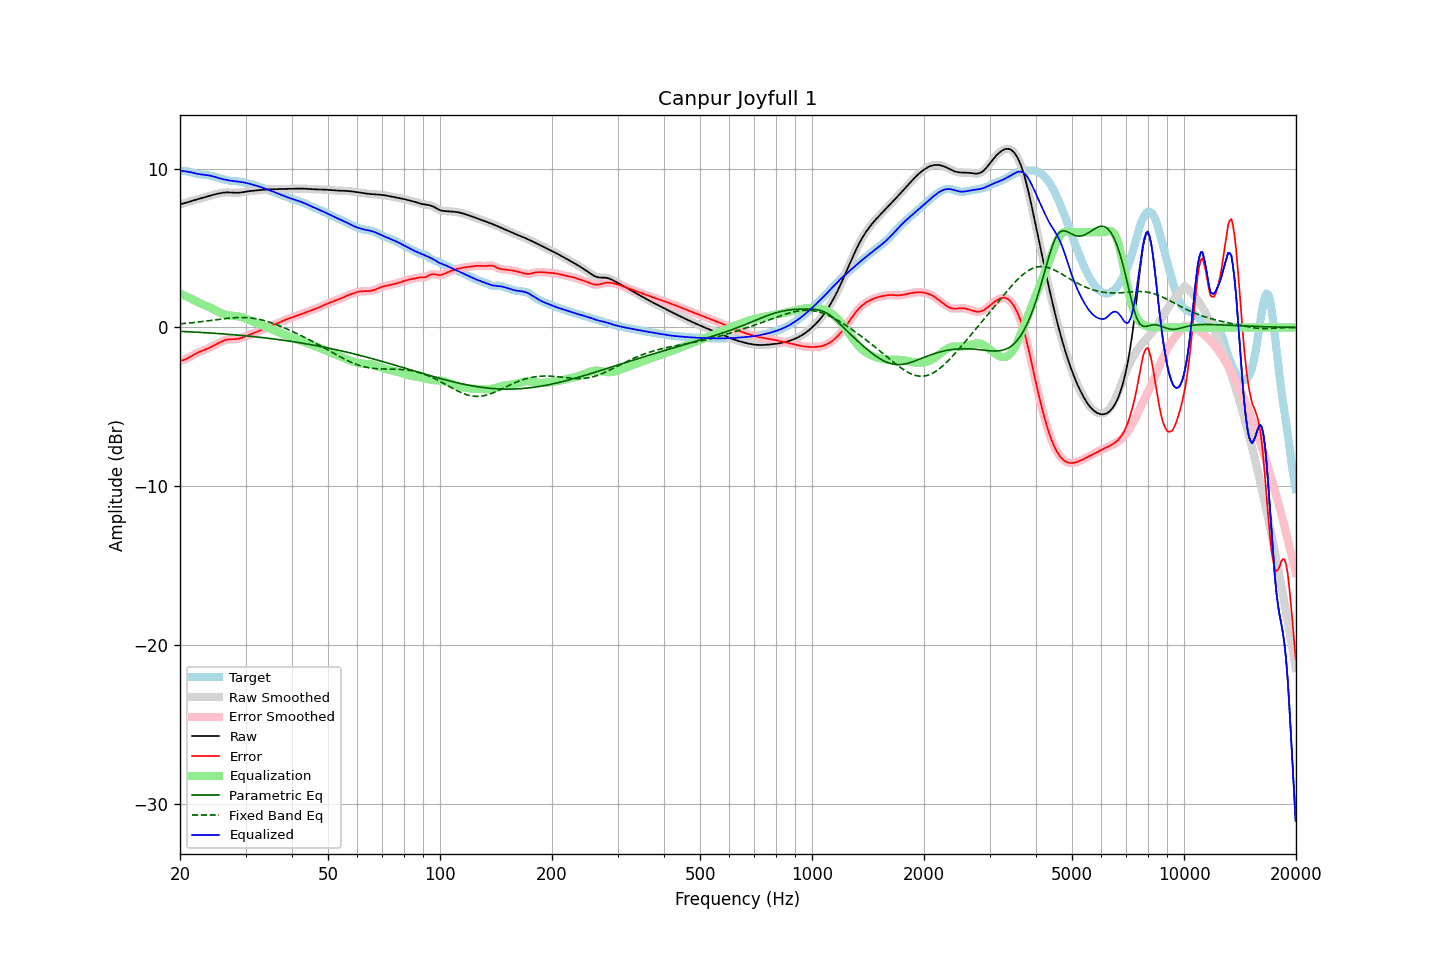 Canpur Joyfull 1
Amplitude (dBr)
10
0
−10
−20
−30
Target
Raw Smoothed
Error Smoothed
Raw
Error
Equalization
Parametric Eq
Fixed Band Eq
Equalized
20 50 100 200 500 1000 2000 5000 10000 20000
Frequency (Hz)